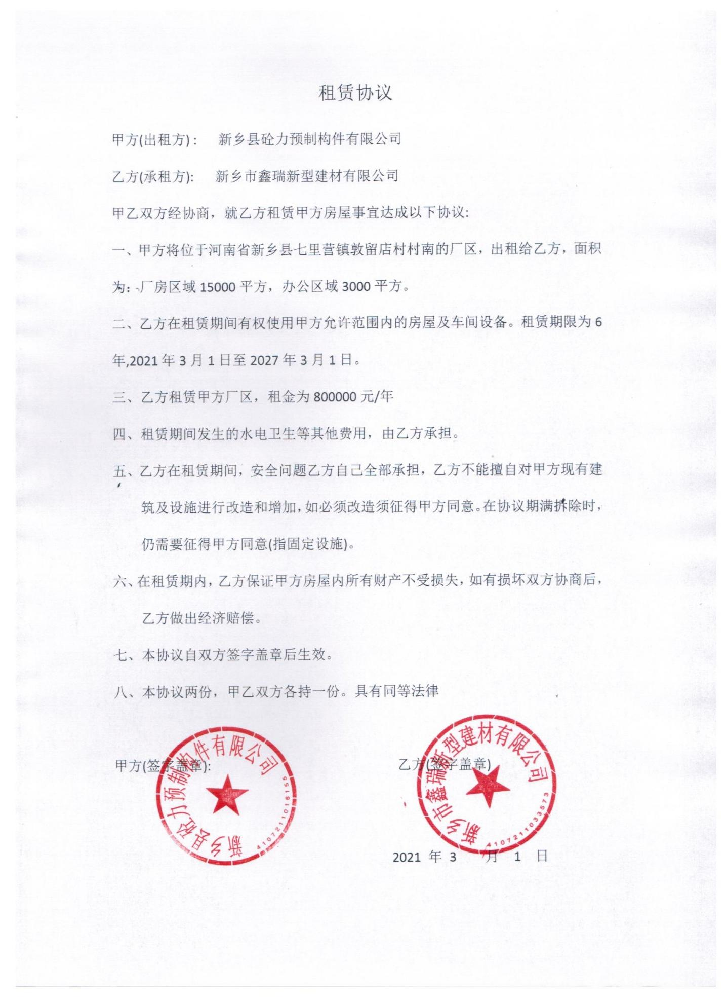 租赁协议
甲方(出租方)： 新乡县砼力预制构件有限公司
乙方(承租方): 新乡市鑫瑞新型建材有限公司
甲乙双方经协商，就乙方租赁甲方房屋事宜达成以下协议:
一、甲方将位于河南省新乡县七里营镇敦留店村村南的厂区，出租给乙方，面积
为：厂房区域 15000 平方，办公区域 3000 平方。
二、乙方在租赁期间有权使用甲方允许范围内的房屋及车间设备。租赁期限为 6
年,2021 年 3 月 1 日至 2027 年 3 月 1 日。
三、乙方租赁甲方厂区，租金为 800000 元/年
四、租赁期间发生的水电卫生等其他费用，由乙方承担。
五、乙方在租赁期间，安全问题乙方自己全部承担，乙方不能擅自对甲方现有建
筑及设施进行改造和增加，如必须改造须征得甲方同意。在协议期满拆除时，
仍需要征得甲方同意(指固定设施)。
六、在租赁期内，乙方保证甲方房屋内所有财产不受损失，如有损坏双方协商后，
乙方做出经济赔偿。
七、本协议自双方签字盖章后生效。
八、本协议两份，甲乙双方各持一份。具有同等法律
甲方(签字盖章):
新乡县砼力预制构件有限公司
4107211016155
乙方(签字盖章)
新乡市鑫瑞新型建材有限公司
4107211033573
2021 年 3 月 1 日